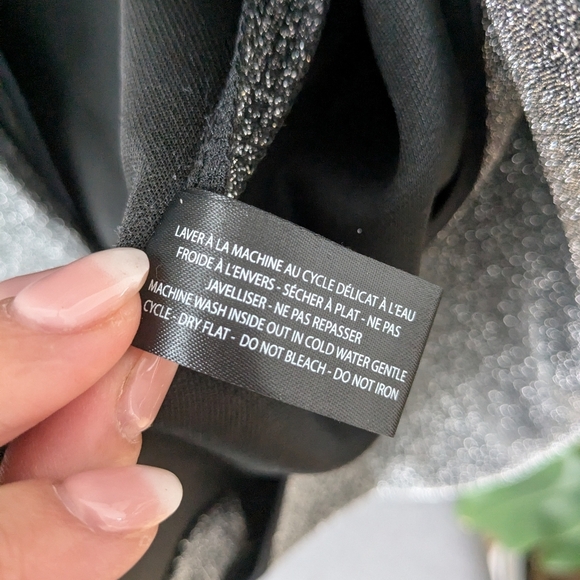 LAVER À LA MACHINE AU CYCLE DÉLICAT À L'EAU
FROIDE À L'ENVERS - SÉCHER À PLAT - NE PAS
JAVELLISER - NE PAS REPASSER
MACHINE WASH INSIDE OUT IN COLD WATER GENTLE
CYCLE - DRY FLAT - DO NOT BLEACH - DO NOT IRON